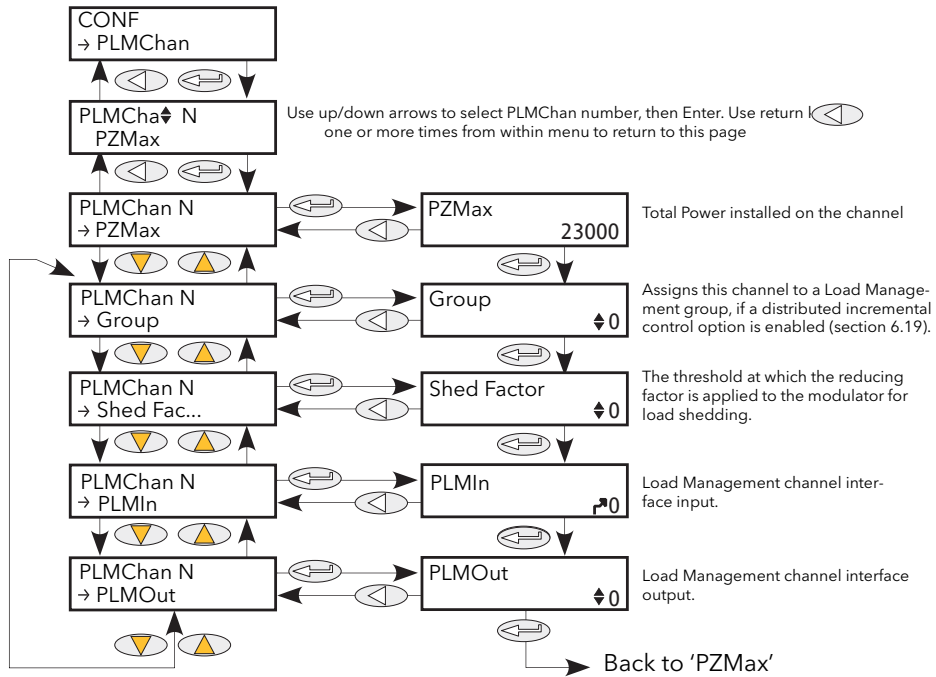 CONF
→ PLMChan
PLMCha♦ N
PZMax
Use up/down arrows to select PLMChan number, then Enter. Use return k
one or more times from within menu to return to this page
PLMChan N
→ PZMax
PZMax
23000
Total Power installed on the channel
PLMChan N
→ Group
Group
♦0
Assigns this channel to a Load Manage-
ment group, if a distributed incremental
control option is enabled (section 6.19).
PLMChan N
→ Shed Fac...
Shed Factor
♦0
The threshold at which the reducing
factor is applied to the modulator for
load shedding.
PLMChan N
→ PLMIn
PLMIn
0
Load Management channel inter-
face input.
PLMChan N
→ PLMOut
PLMOut
♦0
Load Management channel interface
output.
Back to 'PZMax'